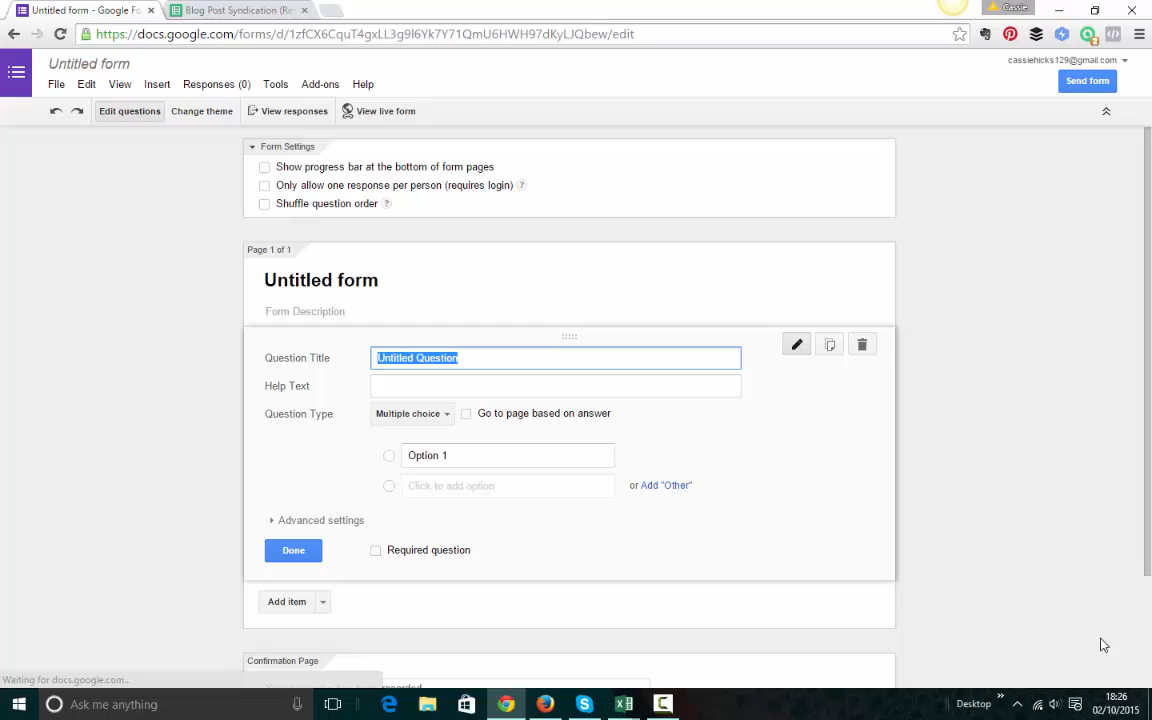 Untitled form - Google Fo
Blog Post Syndication (Re
Cassie
https://docs.google.com/forms/d/1zfCX6CquT4gxLL3g9l6Yk7Y71QmU6HWH97dKyLJQbew/edit
Untitled form
cassiehicks129@gmail.com
File Edit View Insert Responses (0) Tools Add-ons Help
Send form
Edit questions Change theme View responses View live form
Form Settings
Show progress bar at the bottom of form pages
Only allow one response per person (requires login) ?
Shuffle question order ?
Page 1 of 1
Untitled form
Form Description
Question Title Untitled Question
Help Text
Question Type Multiple choice Go to page based on answer
Option 1
Click to add option or Add "Other"
Advanced settings
Done Required question
Add item
Confirmation Page
Waiting for docs.google.com...
recorded
Ask me anything
Desktop
18:26
02/10/2015